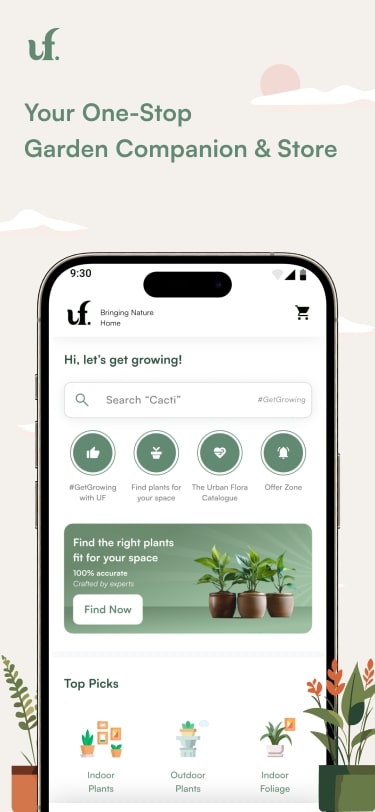 uf.
Your One-Stop
Garden Companion & Store
9:30
uf.
Bringing Nature
Home
Hi, let's get growing!
Search “Cacti”
#GetGrowing
#GetGrowing
with UF
Find plants for
your space
The Urban Flora
Catalogue
Offer Zone
Find the right plants
fit for your space
100% accurate
Crafted by experts
Find Now
Top Picks
Indoor
Plants
Outdoor
Plants
Indoor
Foliage